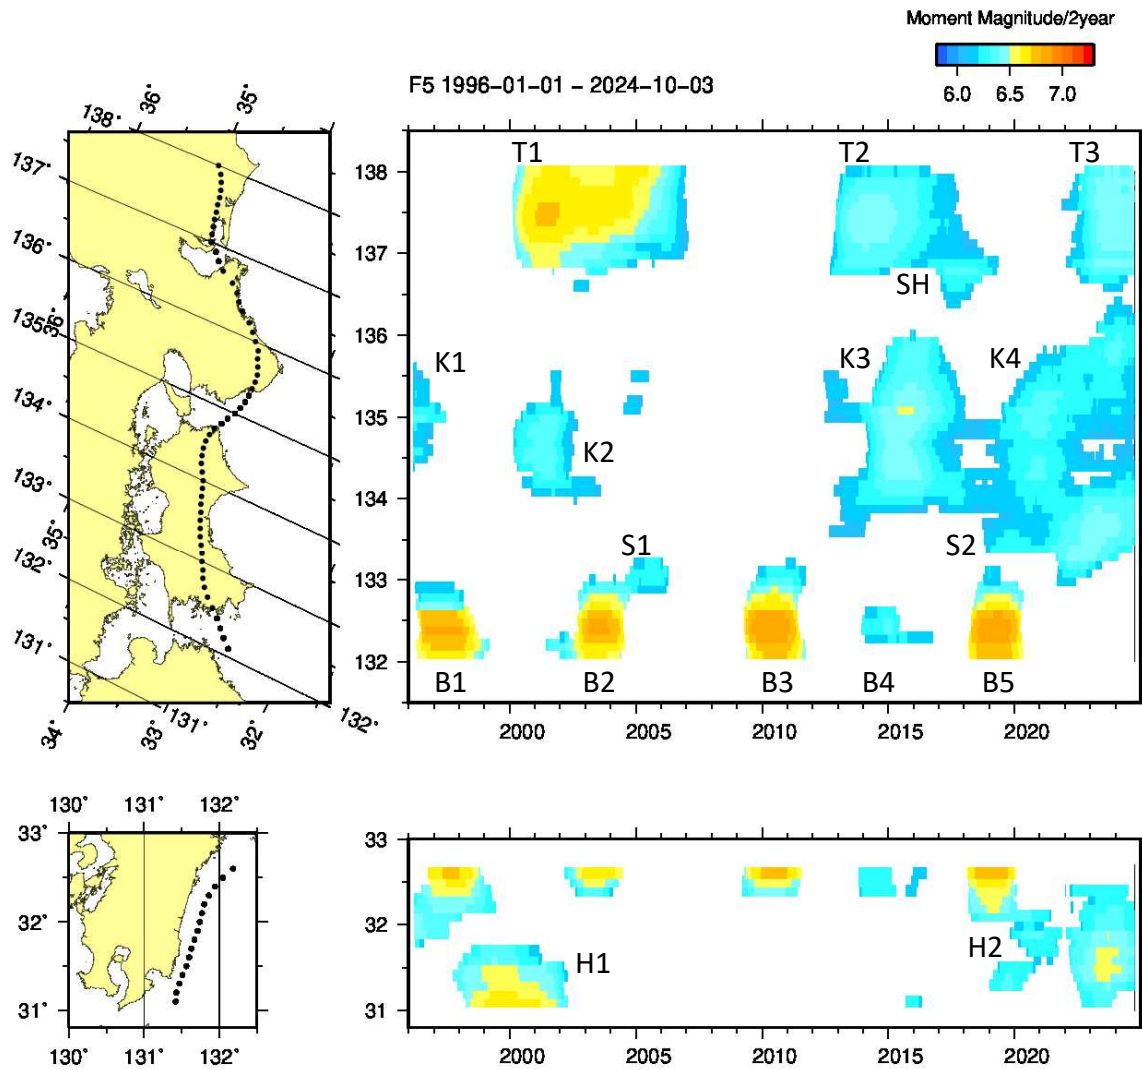 Moment Magnitude/2year
6.0 6.5 7.0
F5 1996-01-01 - 2024-10-03
138° 36° 35°
137°
136°
135°
36°
134°
133°
35°
132°
131°
34° 33° 131° 32° 132°
T1 T2 T3
138
137
SH
136
K1 K3 K4
135
K2
134
S1 S2
133
132
B1 B2 B3 B4 B5
2000 2005 2010 2015 2020
130° 131° 132°
33°
32°
31°
130° 131° 132°
33
32
H1 H2
31
2000 2005 2010 2015 2020